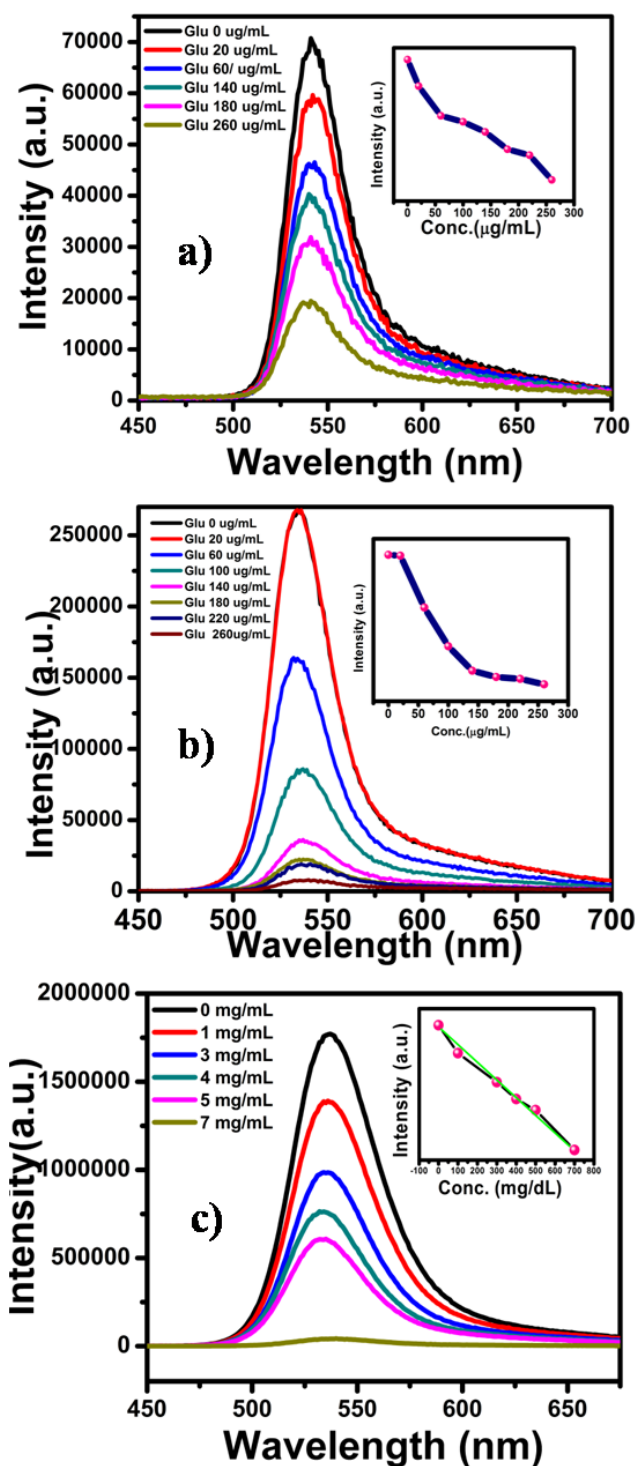 Glu 0 ug/mL
Glu 20 ug/mL
Glu 60/ ug/mL
Glu 140 ug/mL
Glu 180 ug/mL
Glu 260 ug/mL
70000
60000
50000
40000
30000
20000
10000
0
Intensity (a.u.)
a)
Intensity (a.u.)
0 50 100 150 200 250 300
Conc.(μg/mL)
450 500 550 600 650 700
Wavelength (nm)
Glu 0 ug/mL
Glu 20 ug/mL
Glu 60 ug/mL
Glu 100 ug/mL
Glu 140 ug/mL
Glu 180 ug/mL
Glu 220 ug/mL
Glu 260ug/mL
250000
200000
150000
100000
50000
0
Intensity (a.u.)
b)
Intensity (a.u.)
0 50 100 150 200 250 300
Conc.(μg/mL)
450 500 550 600 650 700
Wavelength (nm)
0 mg/mL
1 mg/mL
3 mg/mL
4 mg/mL
5 mg/mL
7 mg/mL
2000000
1500000
1000000
500000
0
Intensity(a.u.)
c)
Intensity (a.u.)
-100 0 100 200 300 400 500 600 700 800
Conc. (mg/dL)
450 500 550 600 650
Wavelength (nm)